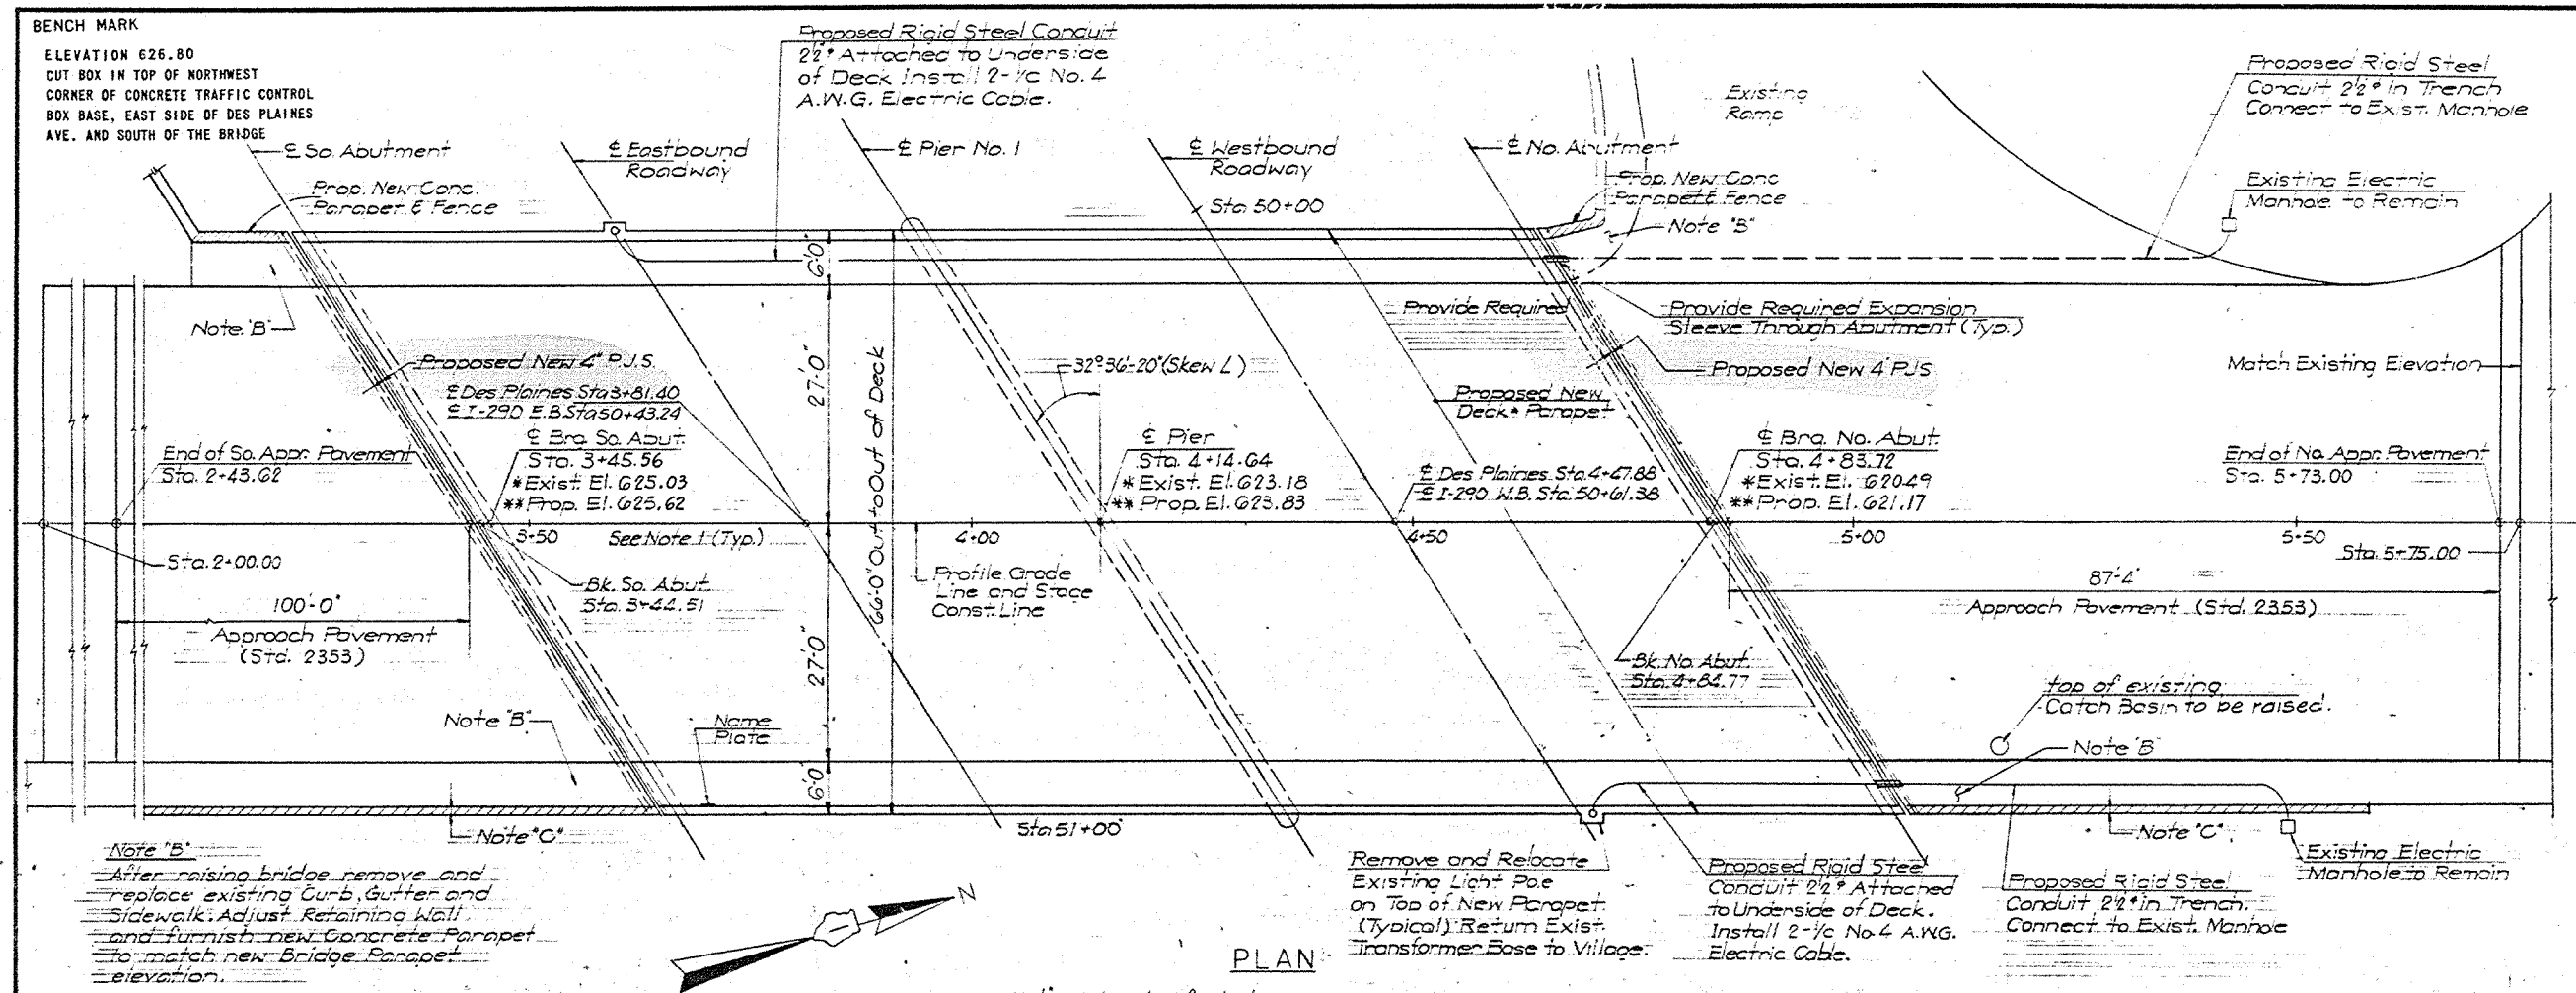 BENCH MARK
ELEVATION 626.80
CUT BOX IN TOP OF NORTHWEST
CORNER OF CONCRETE TRAFFIC CONTROL
BOX BASE, EAST SIDE OF DES PLAINES
AVE. AND SOUTH OF THE BRIDGE
Proposed Rigid Steel Conduit
2½"ᶲ Attached to Underside
of Deck Install 2-1/c No. 4
A.W.G. Electric Cable.
Existing
Ramp
Proposed Rigid Steel
Conduit 2½"ᶲ in Trench
Connect to Exist. Manhole
℄ So. Abutment
℄ Eastbound
Roadway
℄ Pier No. 1
℄ Westbound
Roadway
℄ No. Abutment
Prop. New Conc.
Parapet & Fence
Sta 50+00
Prop. New Conc
Parapet & Fence
Note "B"
Existing Electric
Manhole to Remain
6'-0"
Note "B"
Provide Required
Provide Required Expansion
Sleeve Through Abutment (Typ.)
Proposed New 4" P.J.S.
27'-0"
66'-0" Out to Out of Deck
32°-36'-20" (Skew L)
Proposed New 4" PJS
Match Existing Elevation
℄ Des Plaines Sta 3+81.40
℄ I-290 E.B. Sta 50+43.24
Proposed New
Deck & Parapet
End of So. Appr. Pavement
Sta. 2+43.62
℄ Brg. So. Abut.
Sta. 3+45.56
*Exist. El. 625.03
**Prop. El. 625.62
℄ Pier
Sta. 4+14.64
*Exist. El. 623.18
**Prop. El. 623.83
℄ Des Plaines Sta. 4+47.88
℄ I-290 W.B. Sta. 50+61.38
℄ Brg. No. Abut.
Sta. 4+83.72
*Exist. El. 620.49
**Prop. El. 621.17
End of No. Appr. Pavement
Sta. 5+73.00
3+50
See Note 1 (Typ.)
4+00
4+50
5+00
5+50
Sta. 2+00.00
Sta. 5+75.00
Bk. So. Abut.
Sta. 3+44.51
Profile Grade
Line and Stage
Const. Line
100'-0"
Approach Pavement
(Std. 2353)
87'-4"
Approach Pavement (Std. 2353)
27'-0"
Bk. No. Abut.
Sta. 4+84.77
top of existing
Catch Basin to be raised.
Note "B"
Name
Plate
Note "B"
6'-0"
Note "C"
Sta 51+00
Note "C"
Note "B"
After raising bridge remove and
replace existing Curb, Gutter and
Sidewalk. Adjust Retaining Wall
and furnish new Concrete Parapet
to match new Bridge Parapet
elevation.
N
PLAN
Remove and Relocate
Existing Light Pole
on Top of New Parapet
(Typical) Return Exist.
Transformer Base to Village.
Proposed Rigid Steel
Conduit 2½"ᶲ Attached
to Underside of Deck.
Install 2-1/c No 4 A.WG.
Electric Cable.
Proposed Rigid Steel
Conduit 2½"ᶲ in Trench.
Connect to Exist. Manhole
Existing Electric
Manhole to Remain